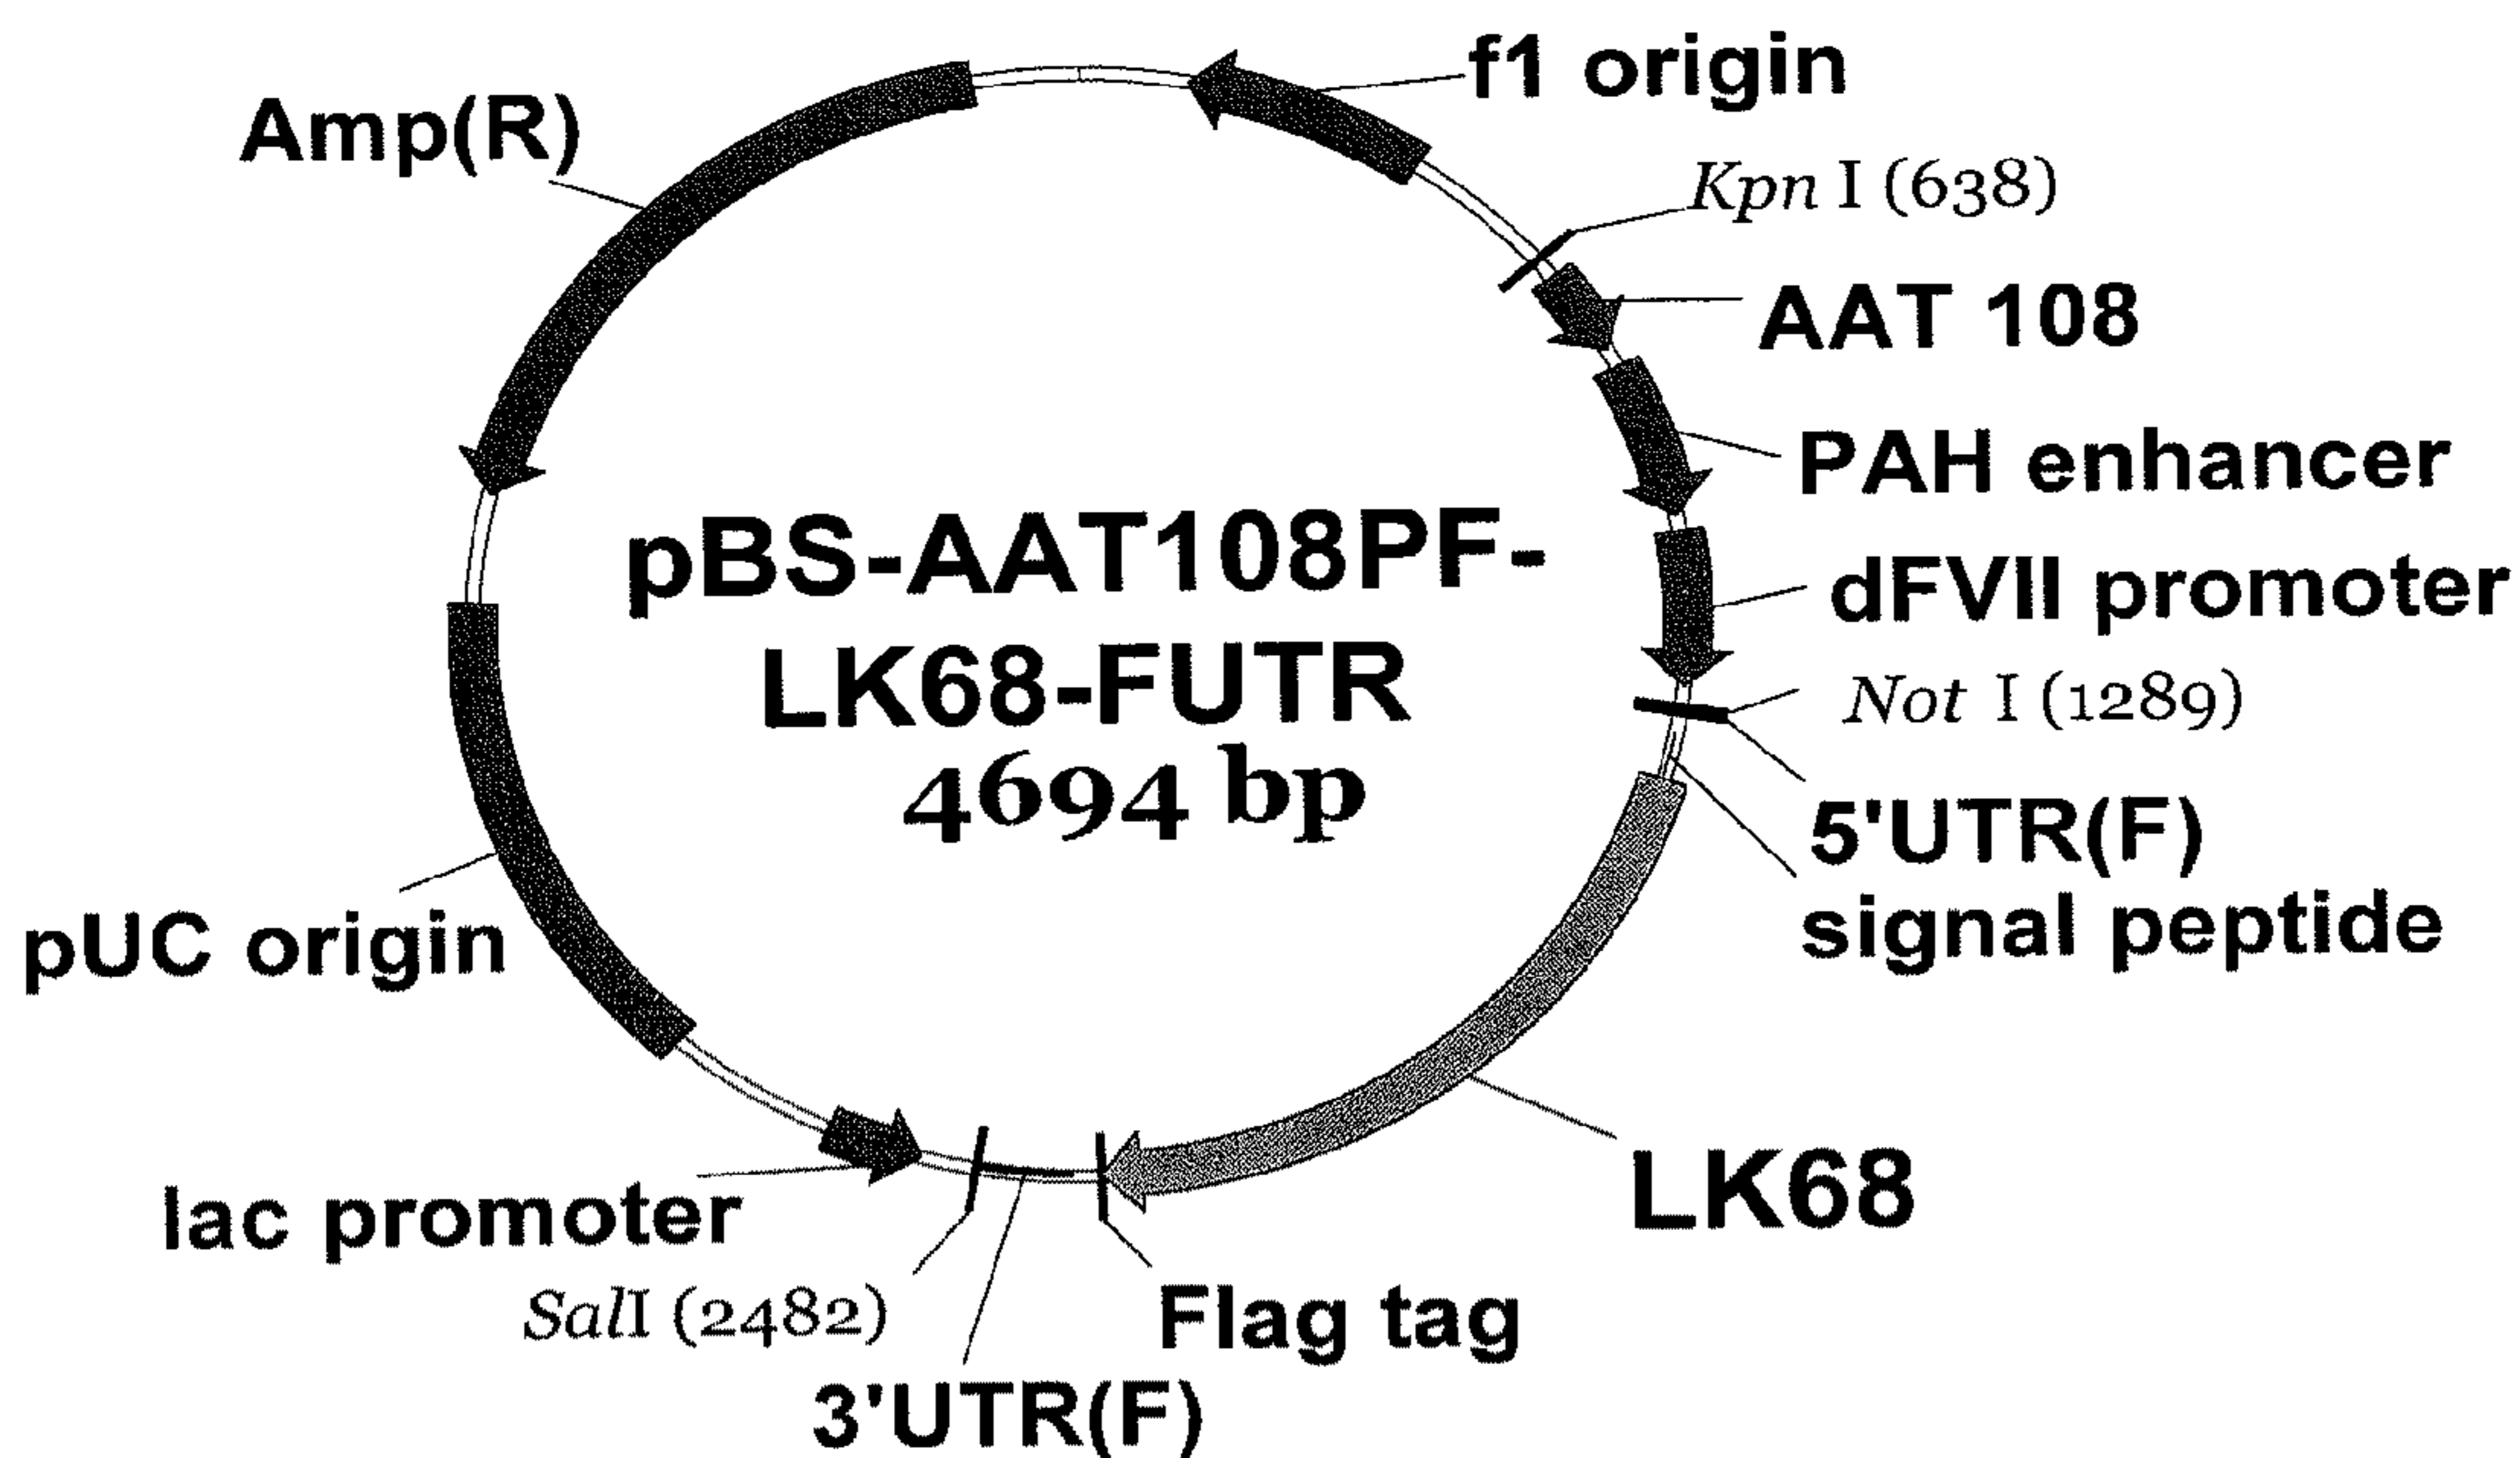 f1 origin
Amp(R)
Kpn I (638)
AAT 108
PAH enhancer
pBS-AAT108PF-
LK68-FUTR
4694 bp
dFVII promoter
Not I (1289)
5'UTR(F)
signal peptide
pUC origin
LK68
lac promoter
SalI (2482)
Flag tag
3'UTR(F)